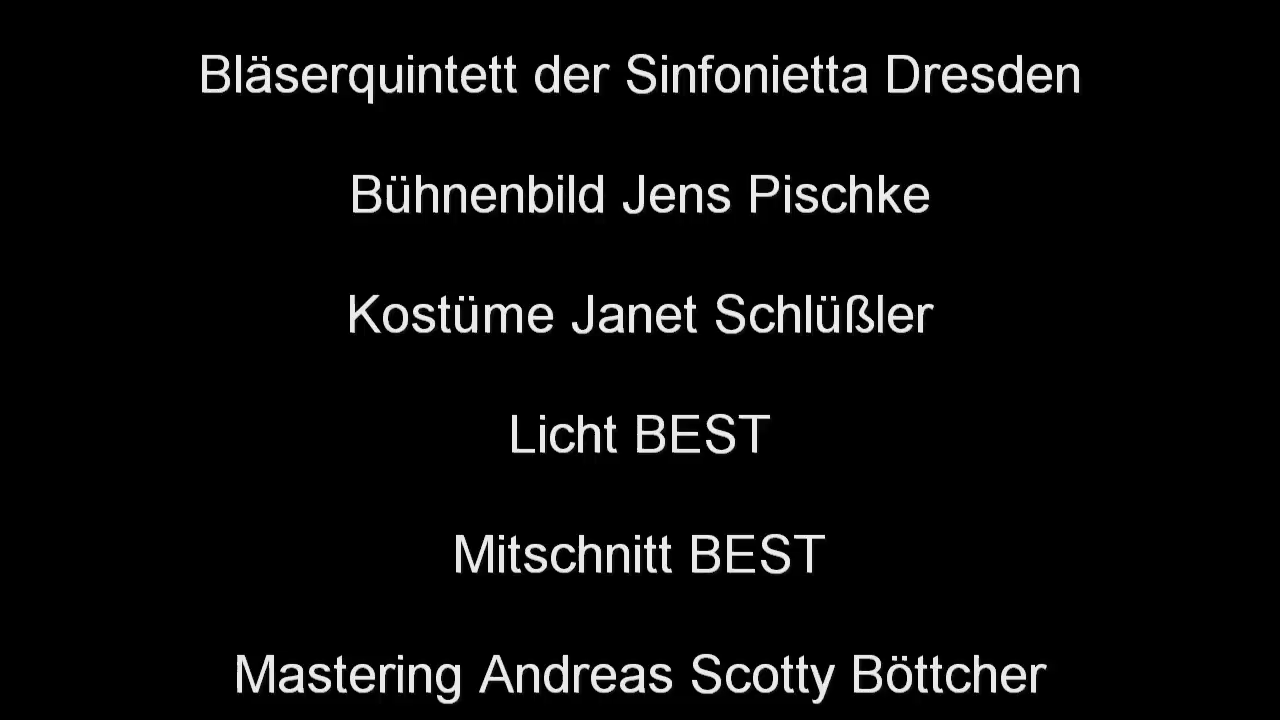 Bläserquintett der Sinfonietta Dresden
Bühnenbild Jens Pischke
Kostüme Janet Schlüßler
Licht BEST
Mitschnitt BEST
Mastering Andreas Scotty Böttcher